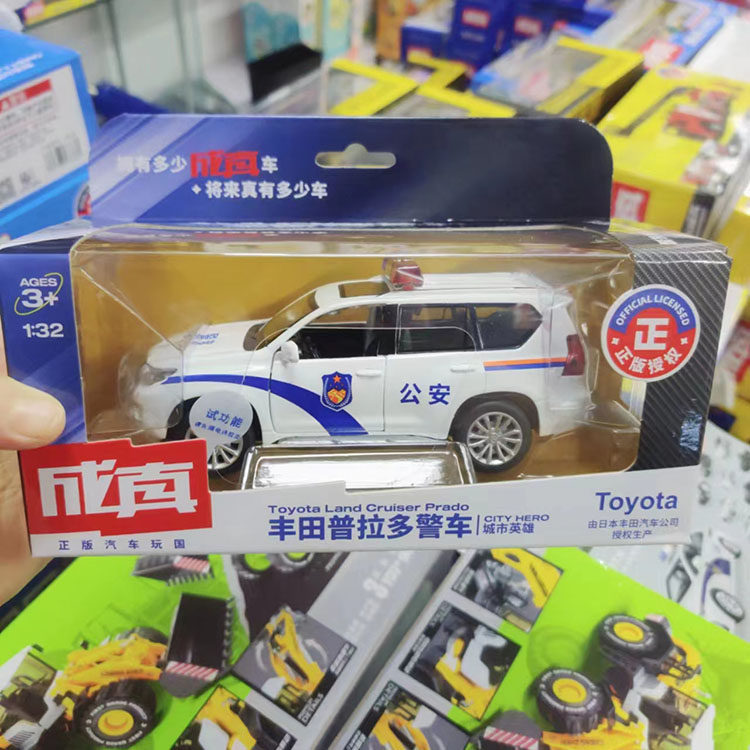 拥有多少成真车
+将来真有多少车
AGES
3+
1:32
OFFICIAL LICENSED
正
正版授权
公安
试功能
成真
正版汽车玩国
Toyota Land Cruiser Prado
丰田普拉多警车
CITY HERO
城市英雄
Toyota
由日本丰田汽车公司
授权生产